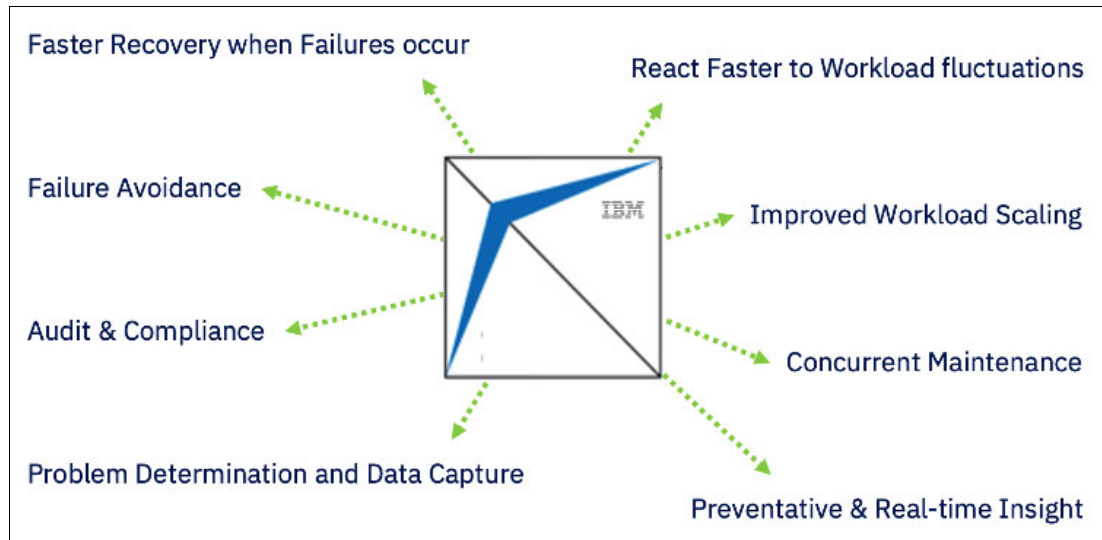 Faster Recovery when Failures occur
React Faster to Workload fluctuations
Failure Avoidance
IBM
Improved Workload Scaling
Audit & Compliance
Concurrent Maintenance
Problem Determination and Data Capture
Preventative & Real-time Insight